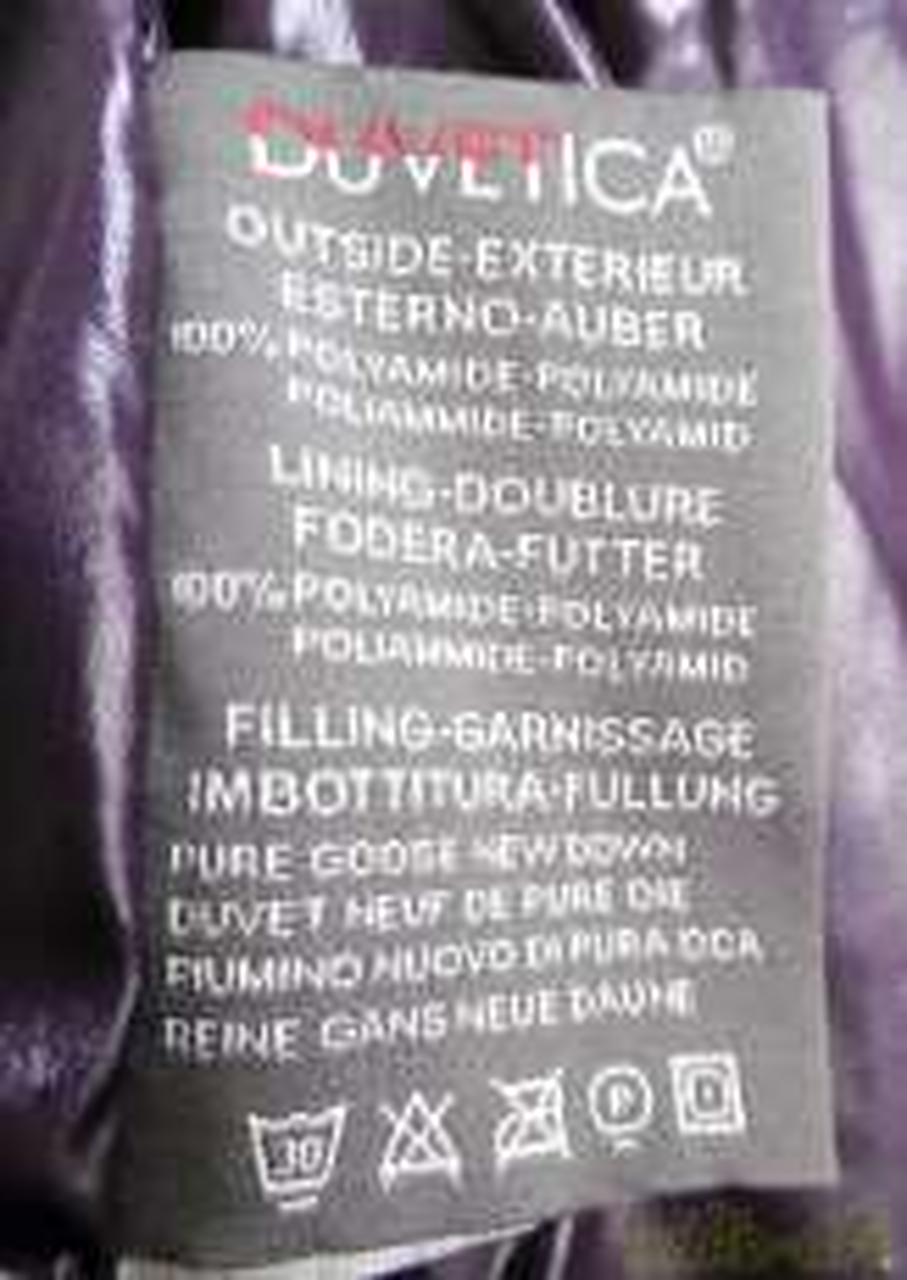 DUVETICA®
OUTSIDE-EXTERIEUR
ESTERNO-AUBER
100% POLYAMIDE-POLYAMIDE
POLIAMMIDE-POLYAMID
LINING-DOUBLURE
FODERA-FUTTER
100% POLYAMIDE-POLYAMIDE
POLIAMMIDE-POLYAMID
FILLING-GARNISSAGE
IMBOTTITURA-FULLUNG
PURE GOOSE NEW DOWN
DUVET NEUF DE PURE OIE
PIUMINO NUOVO DI PURA OCA
REINE GANS NEUE DAUNE
30 P